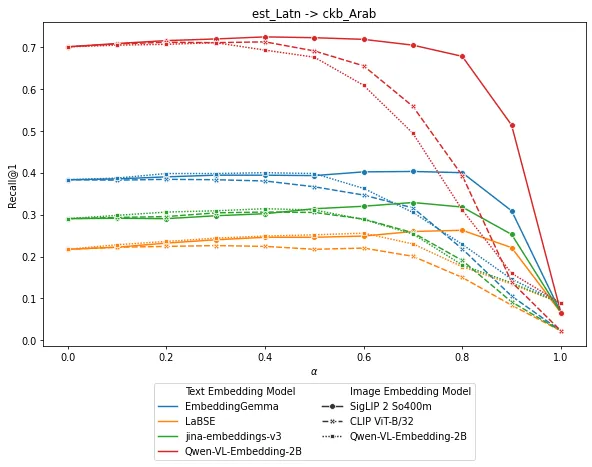 est_Latn -> ckb_Arab
Recall@1
0.7
0.6
0.5
0.4
0.3
0.2
0.1
0.0
0.0 0.2 0.4 0.6 0.8 1.0
α
Text Embedding Model Image Embedding Model
EmbeddingGemma SigLIP 2 So400m
LaBSE CLIP ViT-B/32
jina-embeddings-v3 Qwen-VL-Embedding-2B
Qwen-VL-Embedding-2B